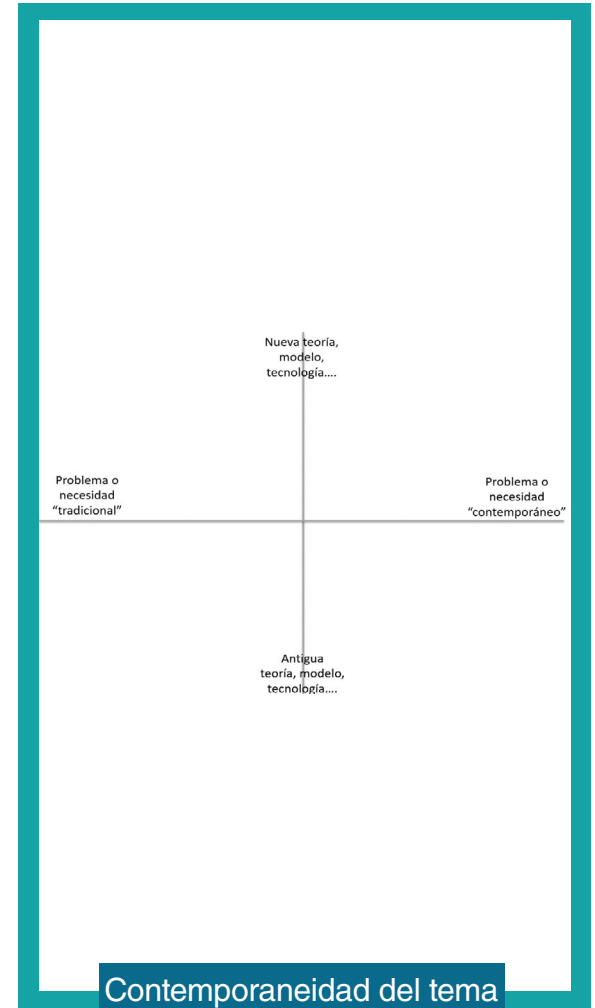 Nueva teoría,
modelo,
tecnología....
Problema o
necesidad
“tradicional”
Problema o
necesidad
“contemporáneo”
Antigua
teoría, modelo,
tecnología....
Contemporaneidad del tema